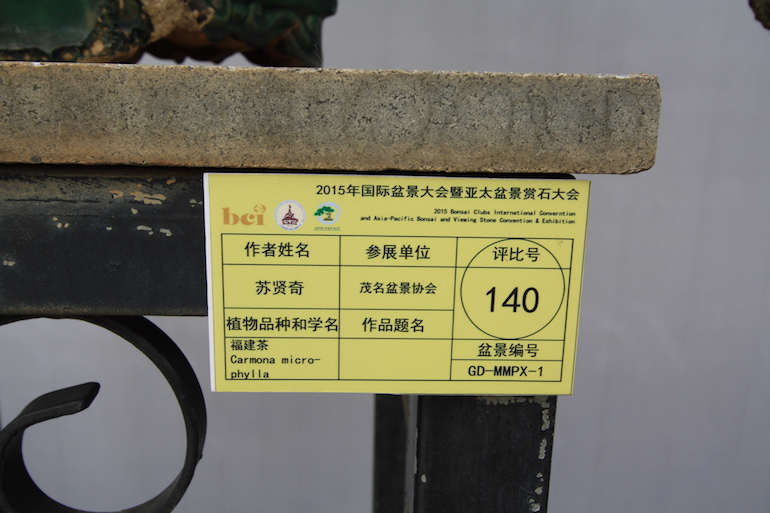 2015年国际盆景大会暨亚太盆景赏石大会
bci
2015 Bonsai Clubs International Converntion
and Asia-Pacific Bonsai and Viewing Stone Convention & Exhibition
作者姓名 参展单位 评比号
苏贤奇 茂名盆景协会 140
植物品种和学名 作品题名
福建茶
Carmona micro-
phylla
盆景编号
GD-MMPX-1